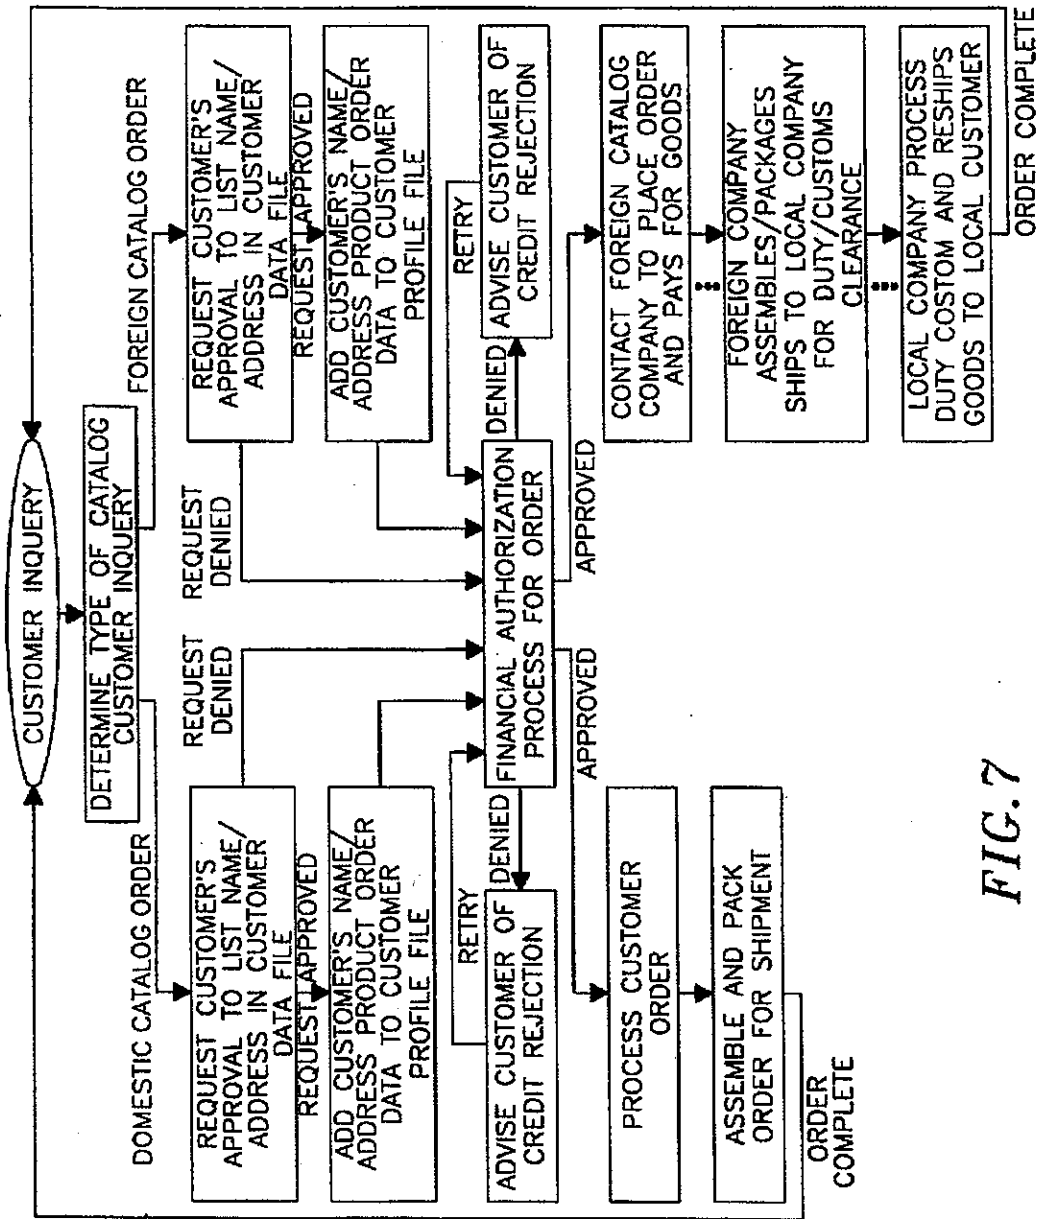 CUSTOMER INQUERY
DETERMINE TYPE OF CATALOG
CUSTOMER INQUERY
DOMESTIC CATALOG ORDER
FOREIGN CATALOG ORDER
REQUEST CUSTOMER'S
APPROVAL TO LIST NAME/
ADDRESS IN CUSTOMER
DATA FILE
REQUEST DENIED
REQUEST DENIED
REQUEST CUSTOMER'S
APPROVAL TO LIST NAME/
ADDRESS IN CUSTOMER
DATA FILE
REQUEST APPROVED
REQUEST APPROVED
ADD CUSTOMER'S NAME/
ADDRESS PRODUCT ORDER
DATA TO CUSTOMER
PROFILE FILE
ADD CUSTOMER'S NAME/
ADDRESS PRODUCT ORDER
DATA TO CUSTOMER
PROFILE FILE
RETRY
RETRY
ADVISE CUSTOMER OF
CREDIT REJECTION
DENIED
FINANCIAL AUTHORIZATION
PROCESS FOR ORDER
DENIED
ADVISE CUSTOMER OF
CREDIT REJECTION
APPROVED
APPROVED
PROCESS CUSTOMER
ORDER
CONTACT FOREIGN CATALOG
COMPANY TO PLACE ORDER
AND PAYS FOR GOODS
ASSEMBLE AND PACK
ORDER FOR SHIPMENT
FOREIGN COMPANY
ASSEMBLES/PACKAGES
SHIPS TO LOCAL COMPANY
FOR DUTY/CUSTOMS
CLEARANCE
ORDER
COMPLETE
LOCAL COMPANY PROCESS
DUTY COSTOM AND RESHIPS
GOODS TO LOCAL CUSTOMER
ORDER COMPLETE
FIG. 7